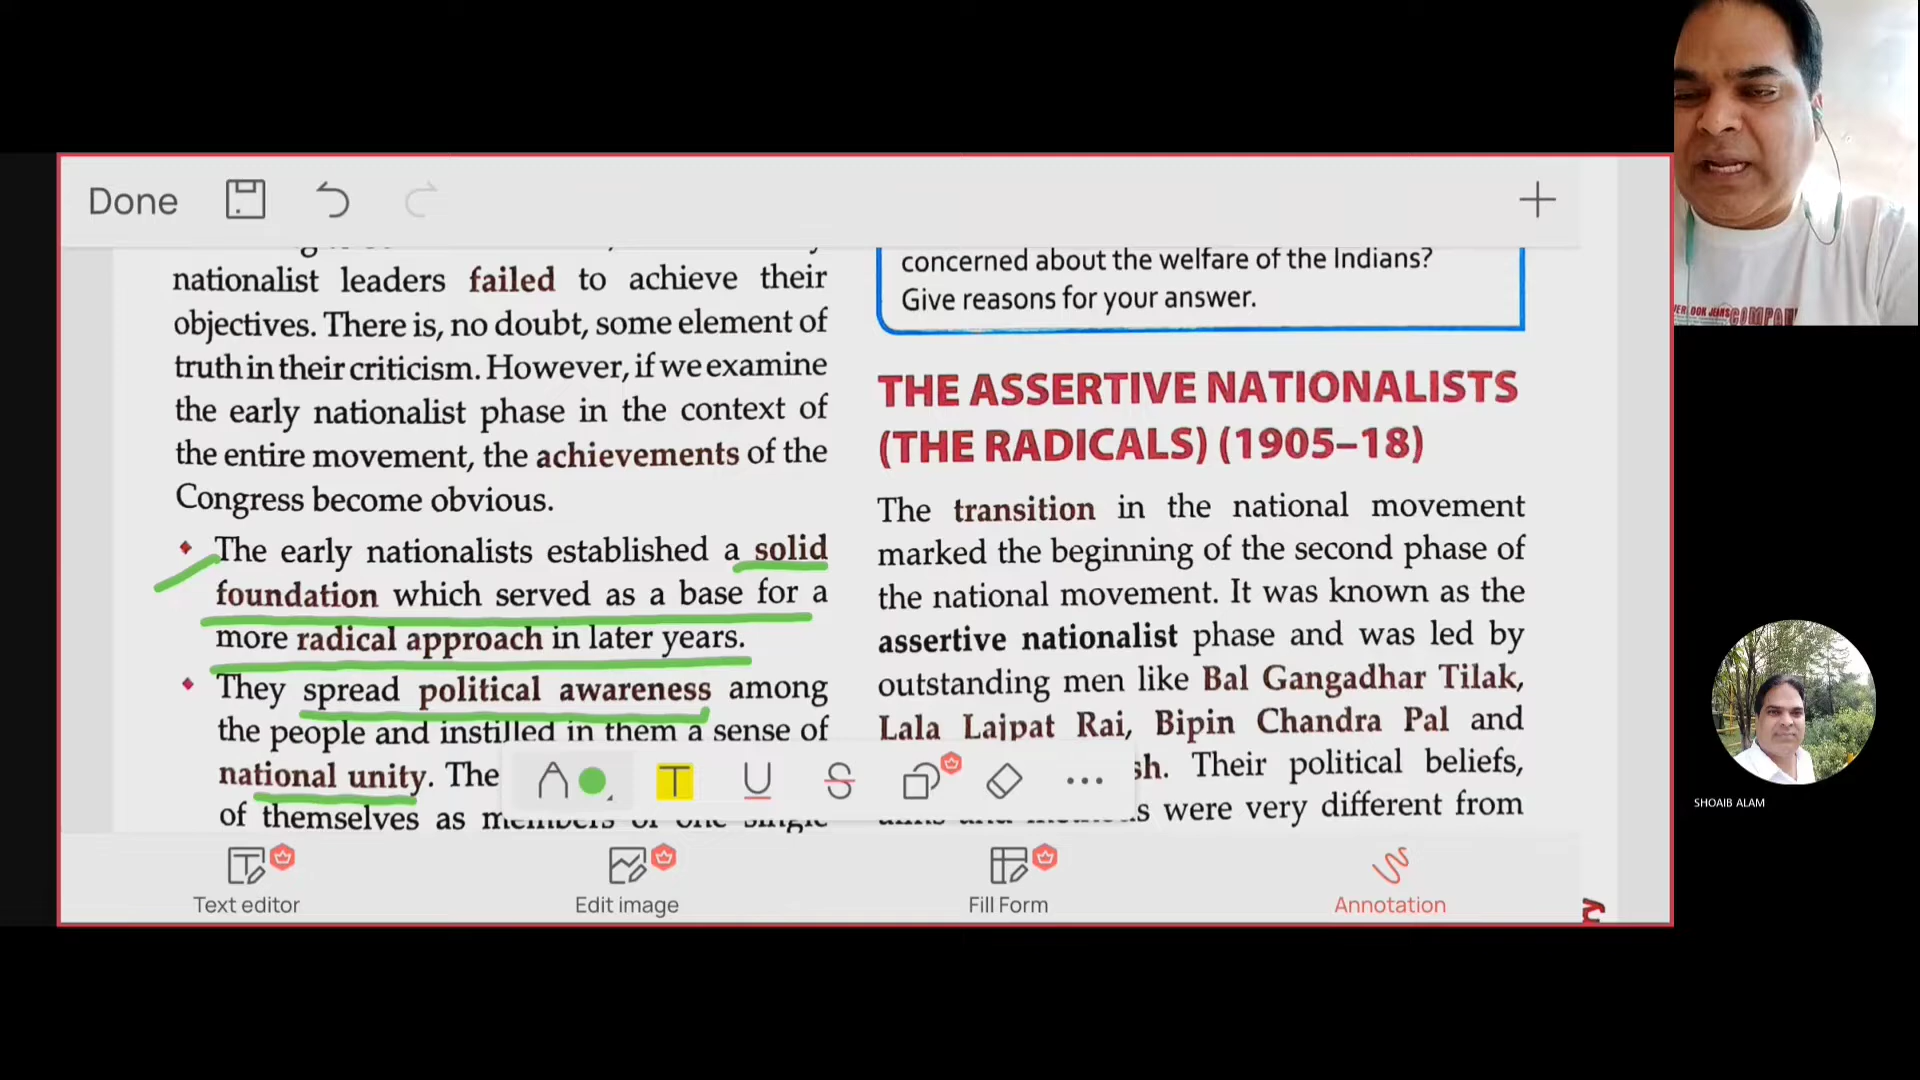 Done
nationalist leaders failed to achieve their
objectives. There is, no doubt, some element of
truth in their criticism. However, if we examine
the early nationalist phase in the context of
the entire movement, the achievements of the
Congress become obvious.
The early nationalists established a solid
foundation which served as a base for a
more radical approach in later years.
They spread political awareness among
the people and instilled in them a sense of
national unity. The
of themselves as members of one single
concerned about the welfare of the Indians?
Give reasons for your answer.
THE ASSERTIVE NATIONALISTS
(THE RADICALS) (1905–18)
The transition in the national movement
marked the beginning of the second phase of
the national movement. It was known as the
assertive nationalist phase and was led by
outstanding men like Bal Gangadhar Tilak,
Lala Lajpat Rai, Bipin Chandra Pal and
sh. Their political beliefs,
were very different from
Text editor
Edit image
Fill Form
Annotation
ry
SHOAIB ALAM